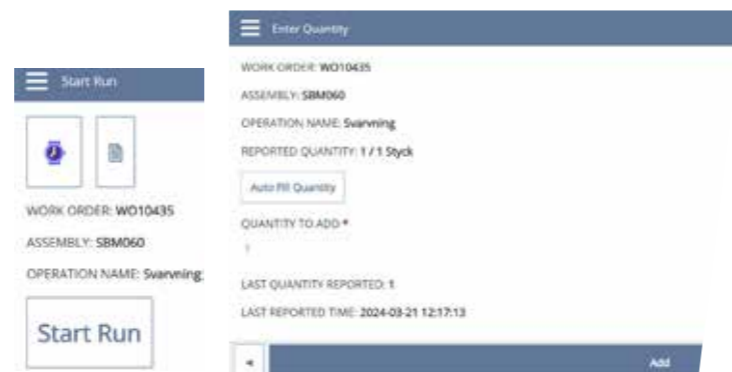 Start Run
WORK ORDER: WO10435
ASSEMBLY: SBM060
OPERATION NAME: Svarvning
Start Run
Enter Quantity
WORK ORDER: WO10435
ASSEMBLY: SBM060
OPERATION NAME: Svarvning
REPORTED QUANTITY: 1 / 1 Styck
Auto Fill Quantity
QUANTITY TO ADD *
1
LAST QUANTITY REPORTED: 1
LAST REPORTED TIME: 2024-03-21 12:17:13
Add